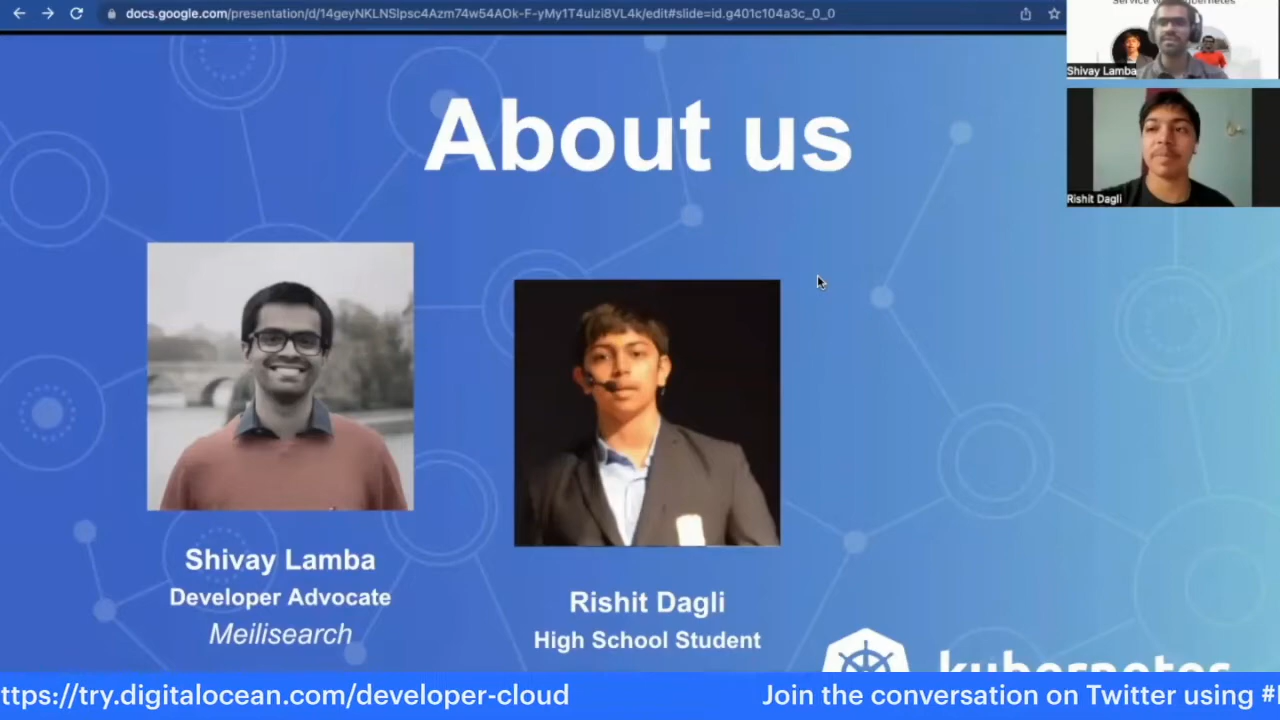 docs.google.com/presentation/d/14geyNKLNSlpsc4Azm74w54AOk-F-yMy1T4ulzi8VL4k/edit#slide=id.g401c104a3c_0_0
Shivay Lamba
Rishit Dagli
About us
Shivay Lamba
Developer Advocate
Meilisearch
Rishit Dagli
High School Student
kubernetes
ttps://try.digitalocean.com/developer-cloud
Join the conversation on Twitter using #